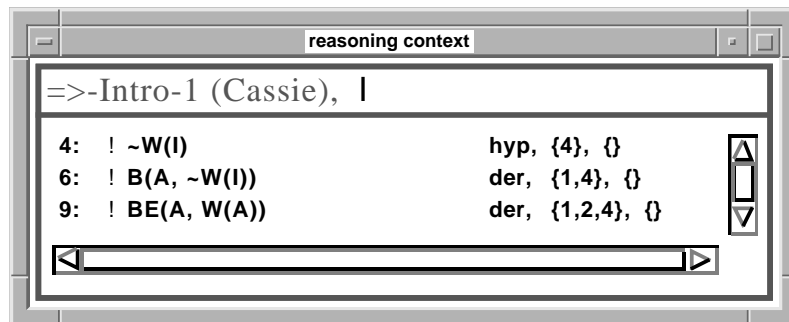 reasoning context
=>-Intro-1 (Cassie), I
4: ! ~W(I) hyp, {4}, {}
6: ! B(A, ~W(I)) der, {1,4}, {}
9: ! BE(A, W(A)) der, {1,2,4}, {}